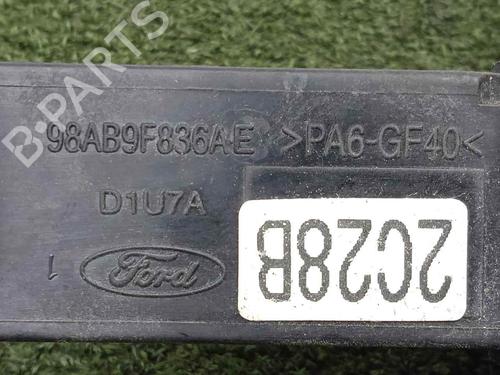 B-PARTS
98AB9F836AE >PA6-GF40<
D1U7A
1 Ford
2C28B